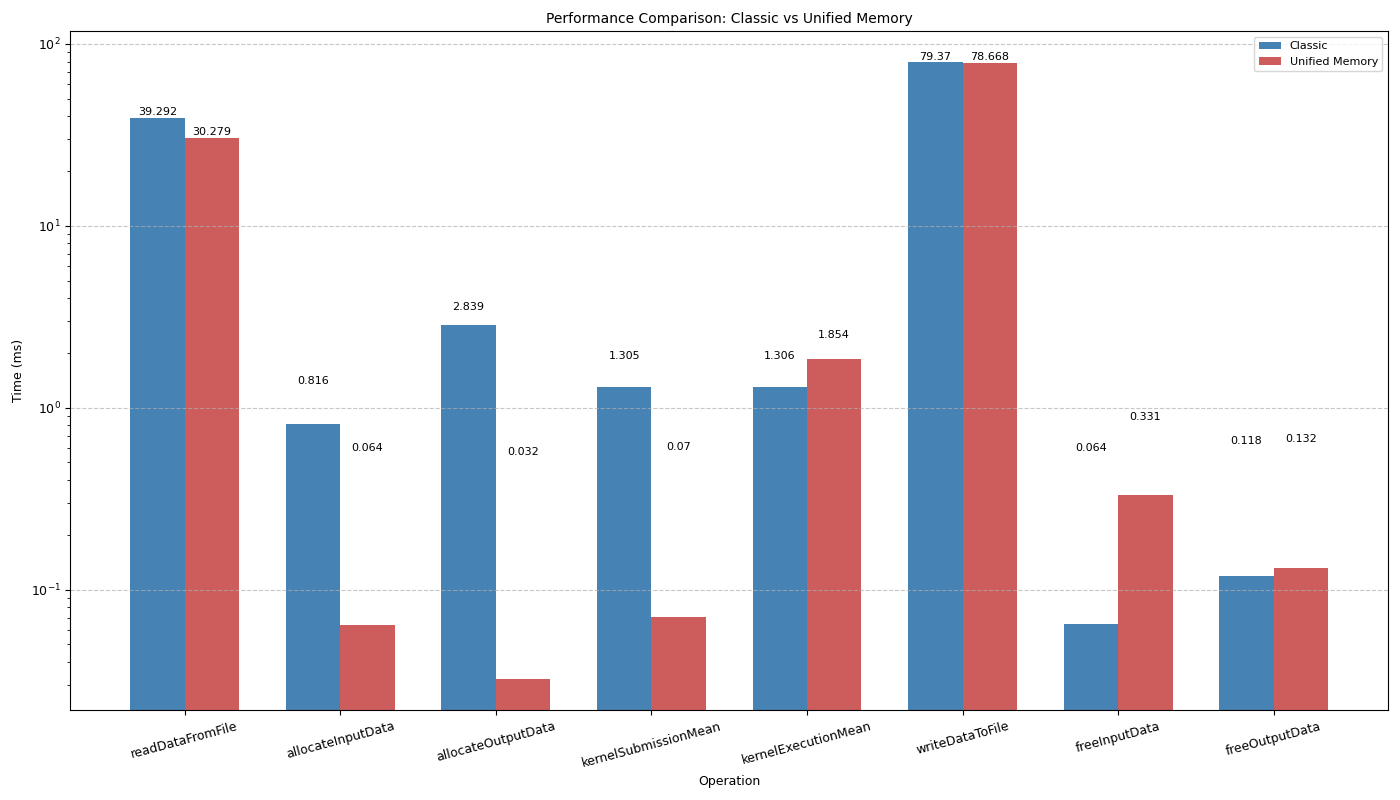 Performance Comparison: Classic vs Unified Memory
Classic
Unified Memory
Time (ms)
10²
10¹
10⁰
10⁻¹
39.292
30.279
0.816
0.064
2.839
0.032
1.305
0.07
1.306
1.854
79.37
78.668
0.064
0.331
0.118
0.132
readDataFromFile
allocateInputData
allocateOutputData
kernelSubmissionMean
kernelExecutionMean
writeDataToFile
freeInputData
freeOutputData
Operation